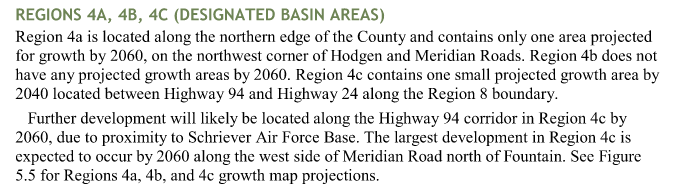 REGIONS 4A, 4B, 4C (DESIGNATED BASIN AREAS)
Region 4a is located along the northern edge of the County and contains only one area projected
for growth by 2060, on the northwest corner of Hodgen and Meridian Roads. Region 4b does not
have any projected growth areas by 2060. Region 4c contains one small projected growth area by
2040 located between Highway 94 and Highway 24 along the Region 8 boundary.
Further development will likely be located along the Highway 94 corridor in Region 4c by
2060, due to proximity to Schriever Air Force Base. The largest development in Region 4c is
expected to occur by 2060 along the west side of Meridian Road north of Fountain. See Figure
5.5 for Regions 4a, 4b, and 4c growth map projections.